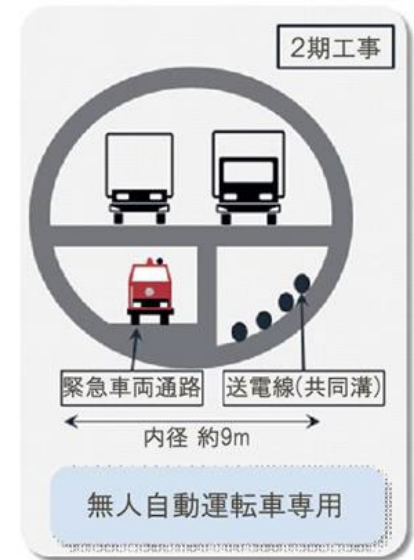 2期工事
緊急車両通路
送電線(共同溝)
内径 約9m
無人自動運転車専用